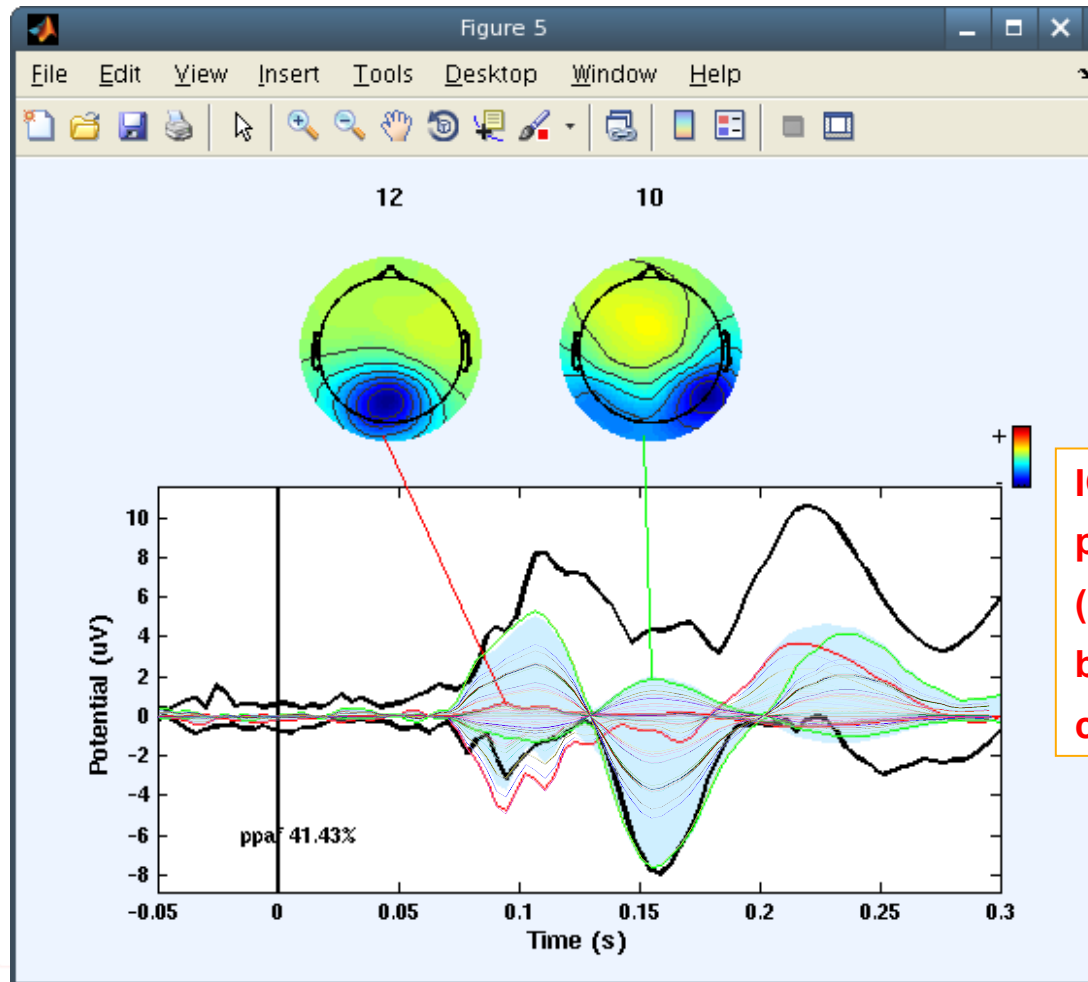 Figure 5
File Edit View Insert Tools Desktop Window Help
12 10
+
-
10
8
6
4
2
0
-2
-4
-6
-8
Potential (uV)
ppaf 41.43%
-0.05 0 0.05 0.1 0.15 0.2 0.25 0.3
Time (s)